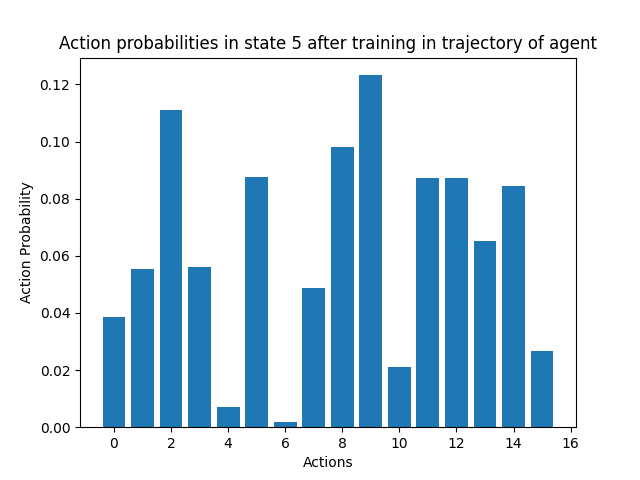 Action probabilities in state 5 after training in trajectory of agent
0.12
0.10
0.08
0.06
0.04
0.02
0.00
Action Probability
0 2 4 6 8 10 12 14 16
Actions